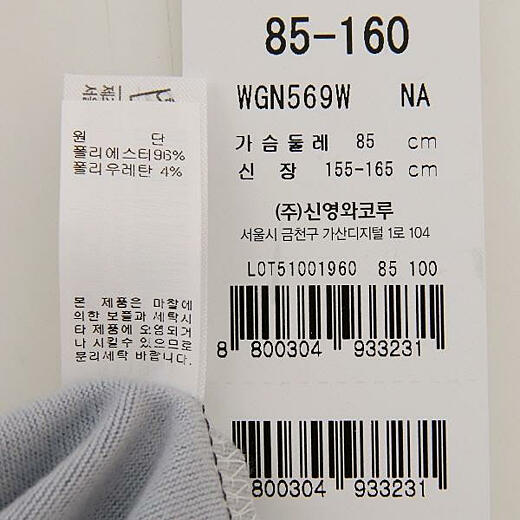 85-160
WGN569W NA
가슴둘레 85 cm
신 장 155-165 cm
(주)신영와코루
서울시 금천구 가산디지털 1로 104
LOT51001960 85 100
8 800304 933231
800304 933231
원 단
폴리에스터96%
폴리우레탄 4%
본 제품은 마찰에
의한 보풀과 세탁시
타 제품에 오염되거
나 시킬수 있으므로
분리세탁 바랍니다.